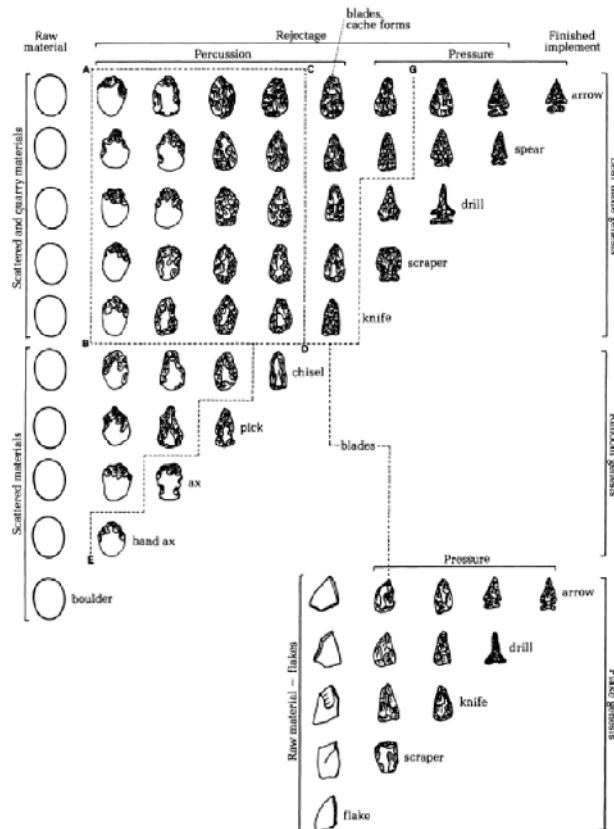 Raw material
Rejectage
Finished implement
Percussion
blades, cache forms
Pressure
A
C
G
arrow
spear
drill
scraper
knife
B
D
Scattered and quarry materials
chisel
pick
blades
ax
hand ax
E
boulder
Scattered materials
Pressure
arrow
drill
knife
scraper
flake
Raw material – flakes